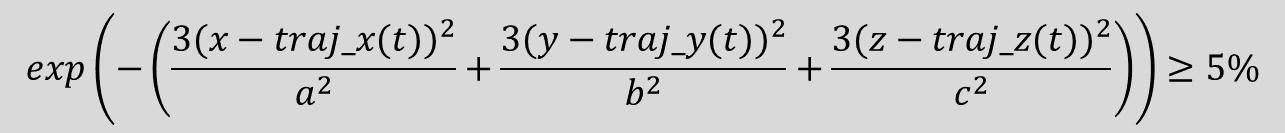 exp(−(3(x − traj_x(t))²/a² + 3(y − traj_y(t))²/b² + 3(z − traj_z(t))²/c²)) ≥ 5%